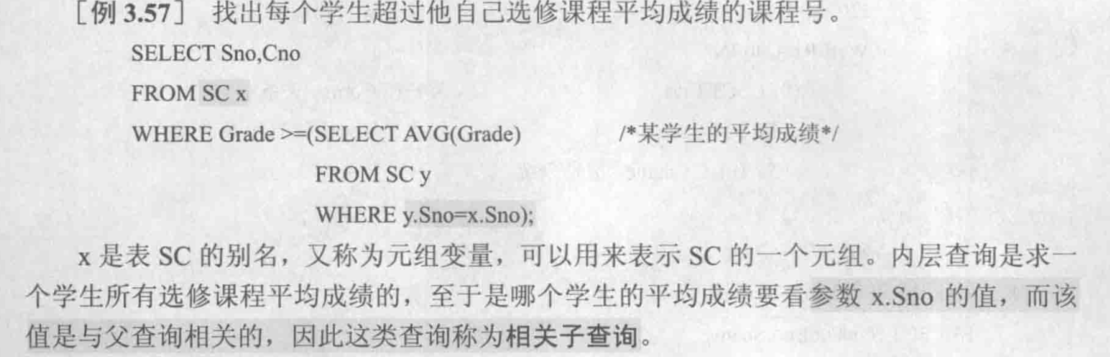 [例 3.57] 找出每个学生超过他自己选修课程平均成绩的课程号。
SELECT Sno,Cno
FROM SC x
WHERE Grade >=(SELECT AVG(Grade) /*某学生的平均成绩*/
FROM SC y
WHERE y.Sno=x.Sno);
x 是表 SC 的别名，又称为元组变量，可以用来表示 SC 的一个元组。内层查询是求一
个学生所有选修课程平均成绩的，至于是哪个学生的平均成绩要看参数 x.Sno 的值，而该
值是与父查询相关的，因此这类查询称为相关子查询。